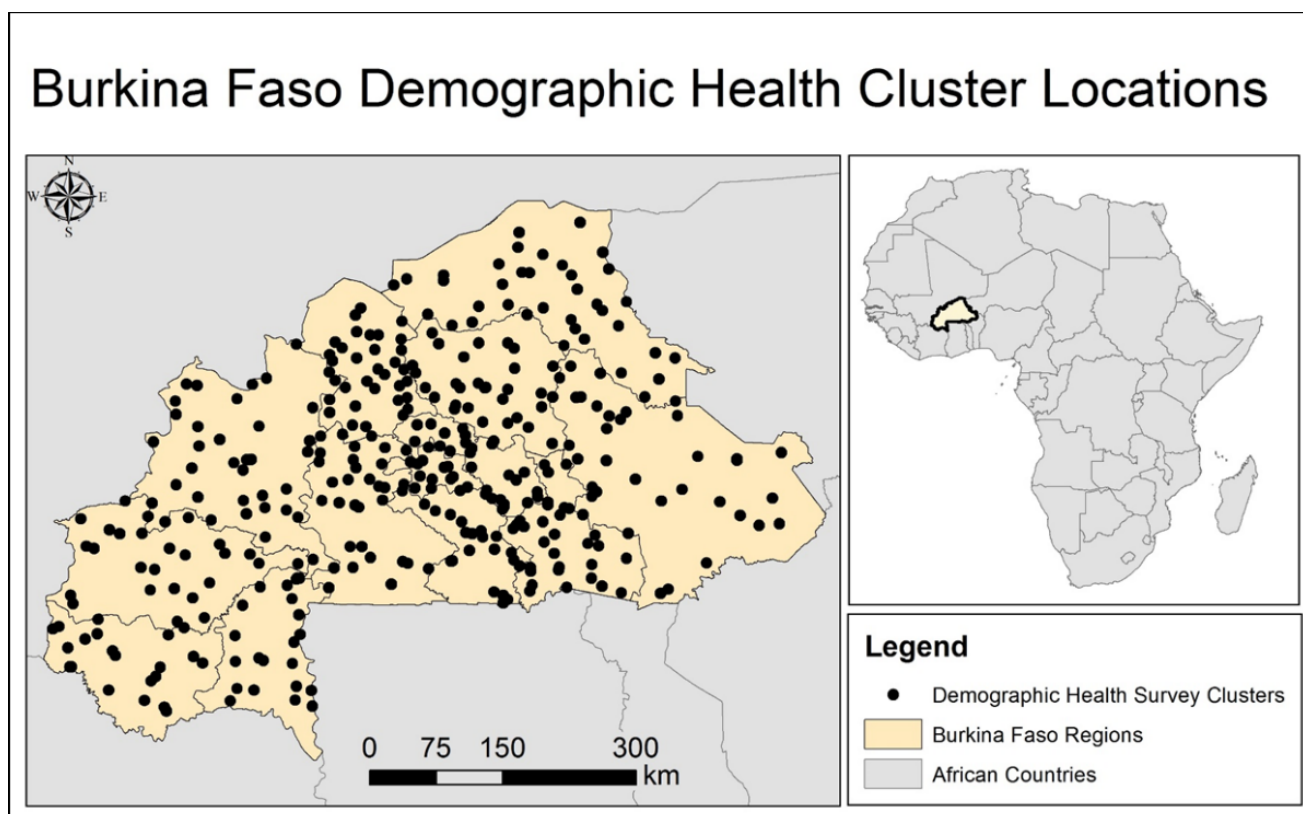 Burkina Faso Demographic Health Cluster Locations
N
W E
S
0 75 150 300
km
Legend
Demographic Health Survey Clusters
Burkina Faso Regions
African Countries